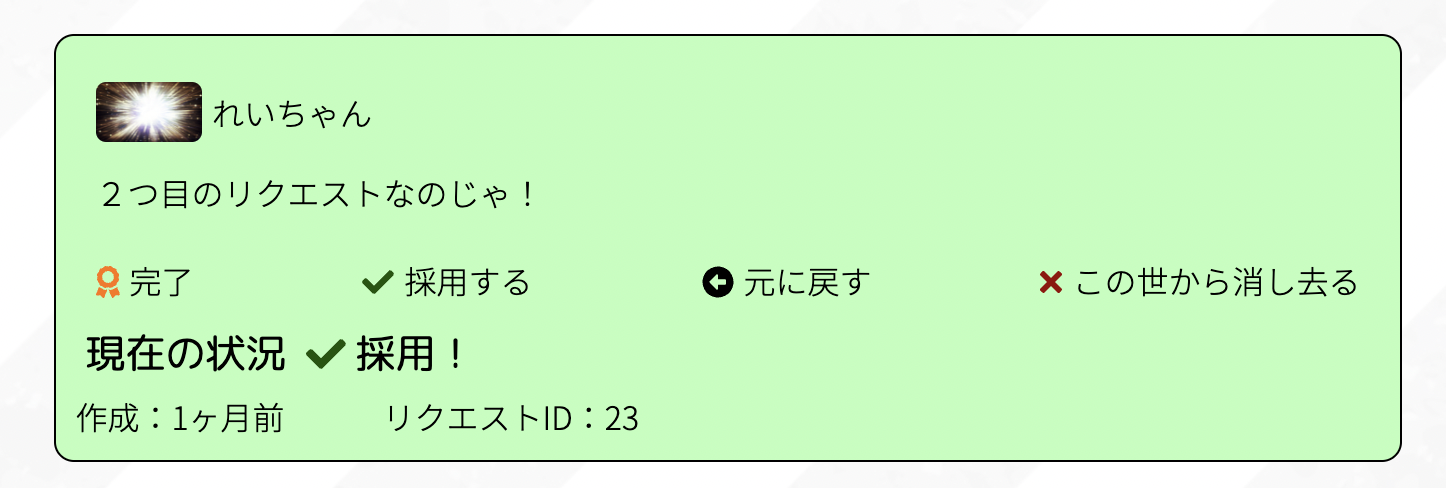 れいちゃん
２つ目のリクエストなのじゃ！
完了 採用する 元に戻す この世から消し去る
現在の状況 採用！
作成：1ヶ月前 リクエストID：23